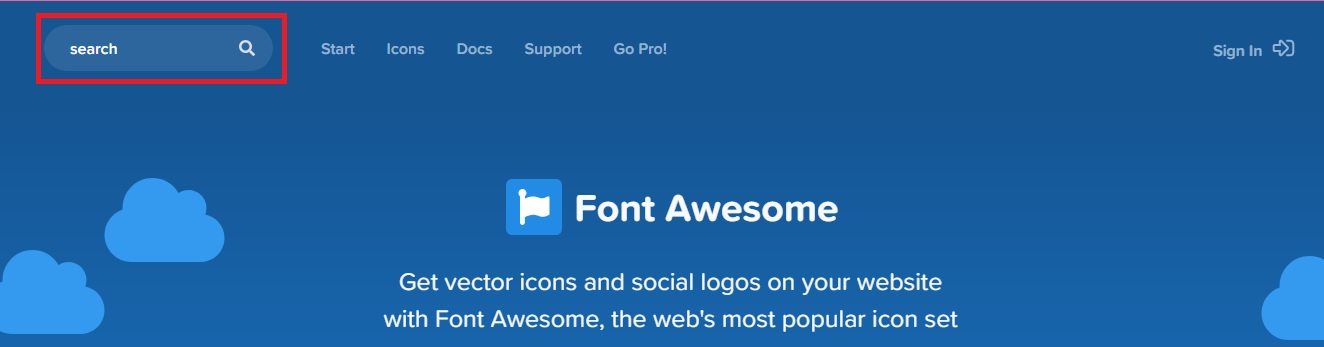 search
Start Icons Docs Support Go Pro!
Sign In
Font Awesome
Get vector icons and social logos on your website
with Font Awesome, the web's most popular icon set